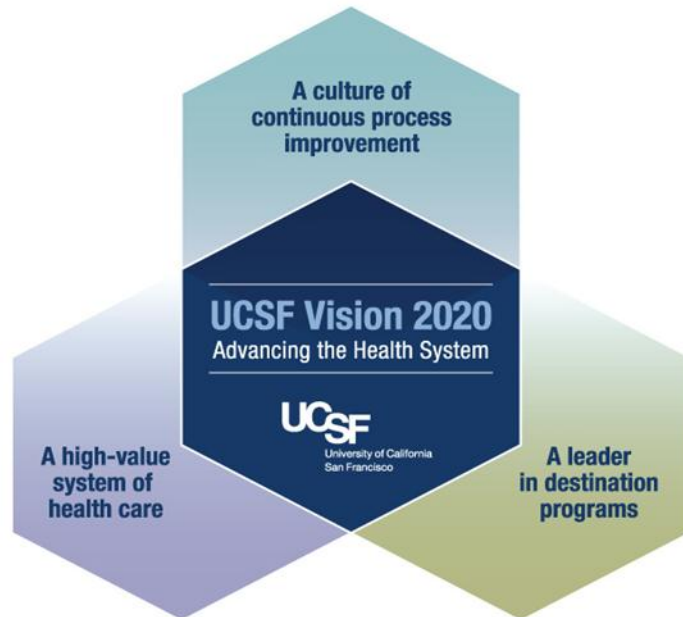 A culture of
continuous process
improvement
UCSF Vision 2020
Advancing the Health System
UCSF
University of California
San Francisco
A high-value
system of
health care
A leader
in destination
programs